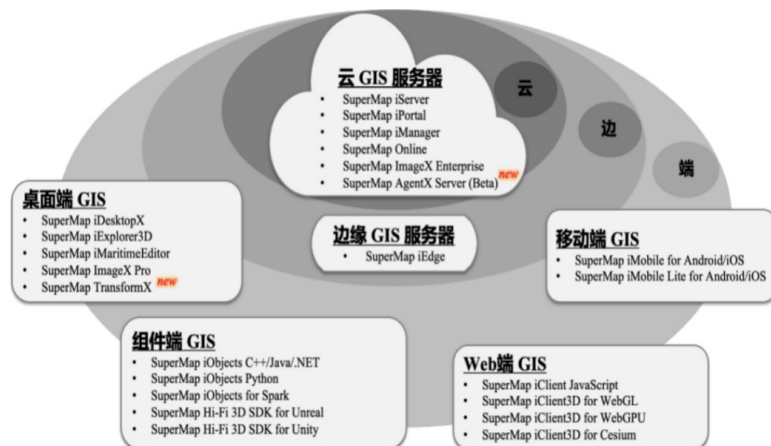 云 GIS 服务器
• SuperMap iServer
• SuperMap iPortal
• SuperMap iManager
• SuperMap Online
• SuperMap ImageX Enterprise
• SuperMap AgentX Server (Beta) new
云
边
端
桌面端 GIS
• SuperMap iDesktopX
• SuperMap iExplorer3D
• SuperMap iMaritimeEditor
• SuperMap ImageX Pro
• SuperMap TransformX new
边缘 GIS 服务器
• SuperMap iEdge
移动端 GIS
• SuperMap iMobile for Android/iOS
• SuperMap iMobile Lite for Android/iOS
组件端 GIS
• SuperMap iObjects C++/Java/.NET
• SuperMap iObjects Python
• SuperMap iObjects for Spark
• SuperMap Hi-Fi 3D SDK for Unreal
• SuperMap Hi-Fi 3D SDK for Unity
Web端 GIS
• SuperMap iClient JavaScript
• SuperMap iClient3D for WebGL
• SuperMap iClient3D for WebGPU
• SuperMap iClient3D for Cesium